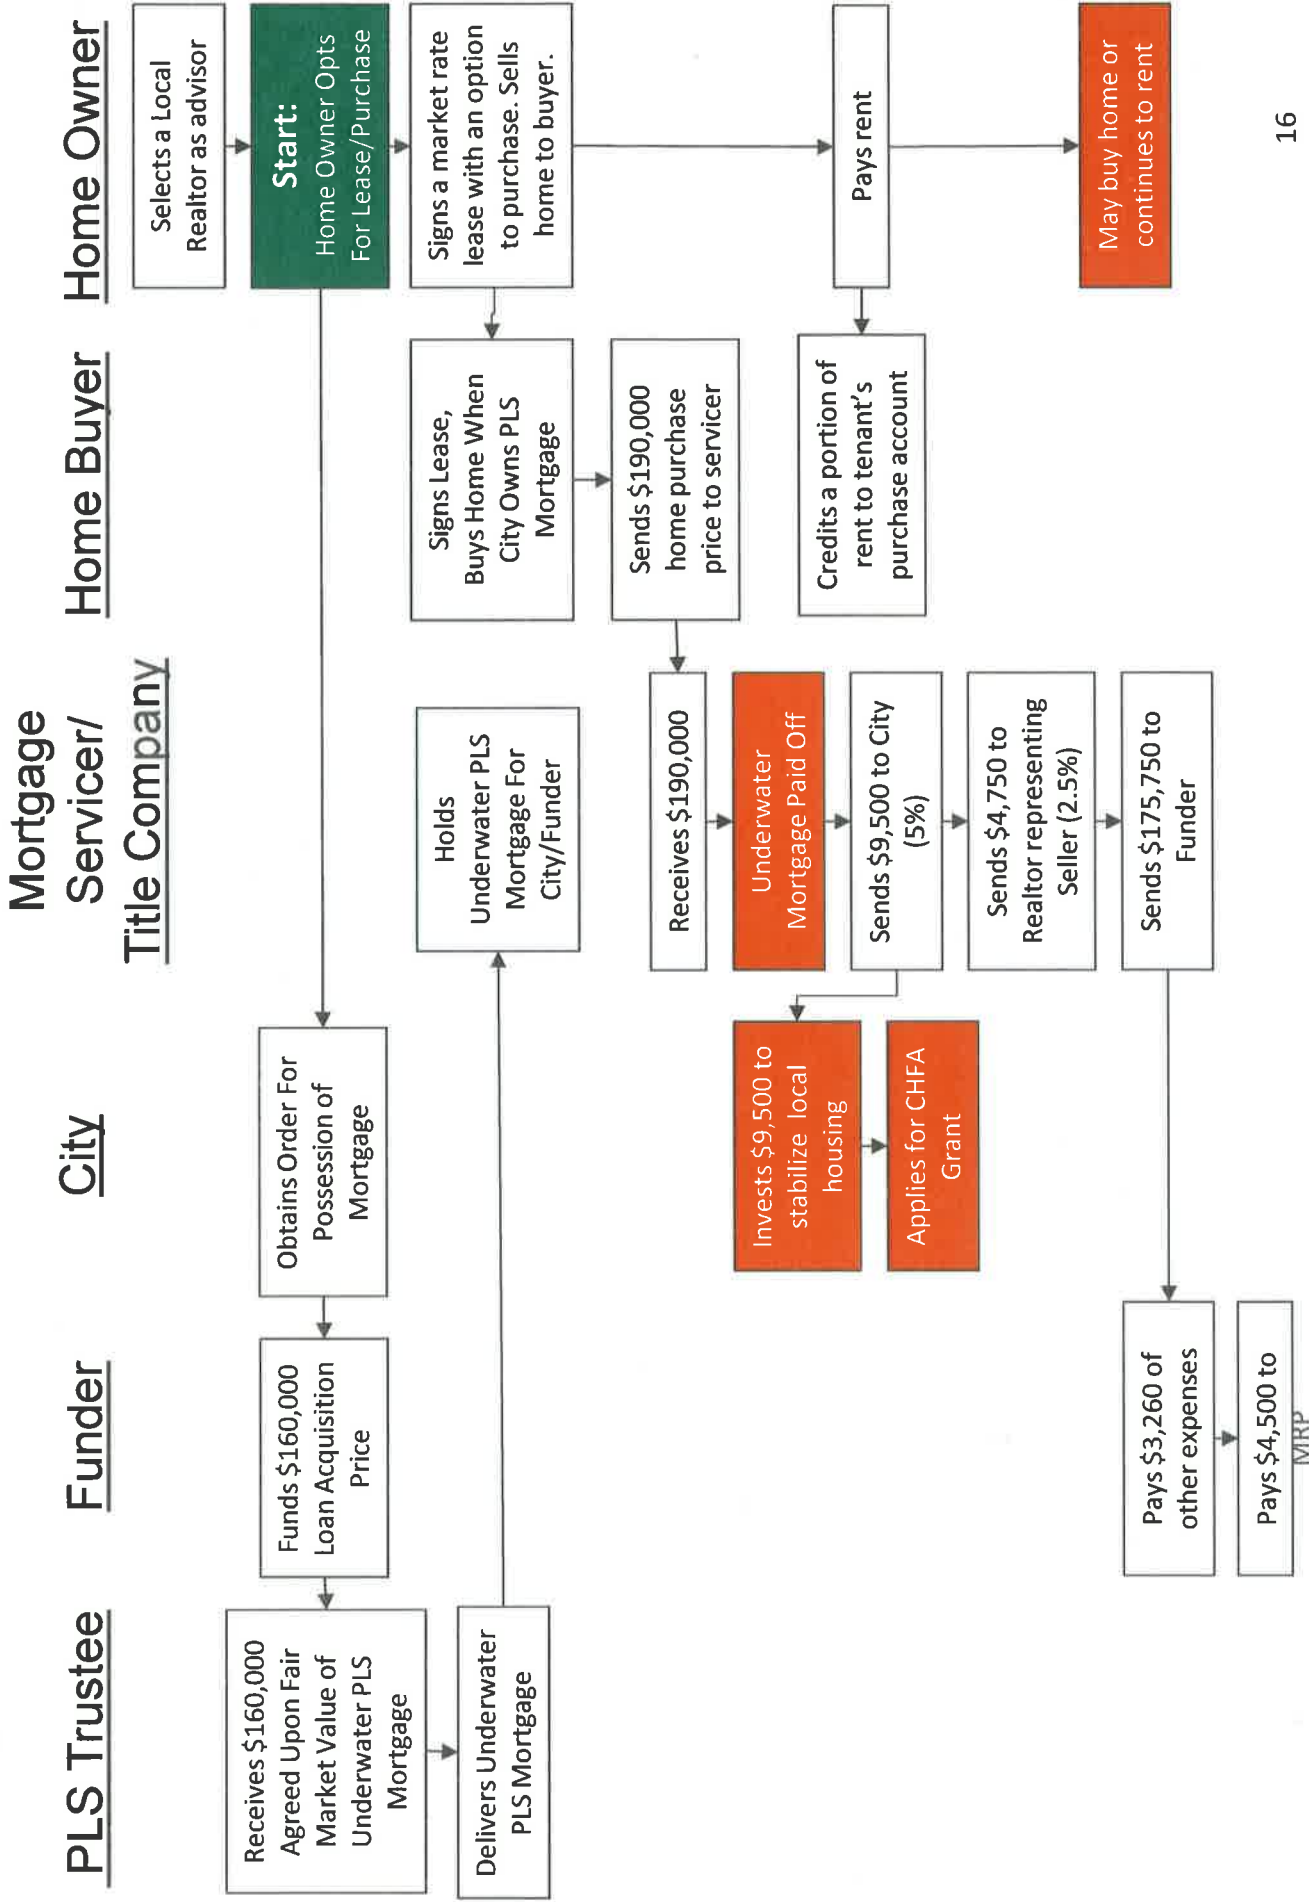 PLS Trustee
Funder
City
Mortgage
Servicer/
Title Company
Home Buyer
Home Owner
Receives $160,000
Agreed Upon Fair
Market Value of
Underwater PLS
Mortgage
Delivers Underwater
PLS Mortgage
Funds $160,000
Loan Acquisition
Price
Pays $3,260 of
other expenses
Pays $4,500 to
MRP
Obtains Order For
Possession of
Mortgage
Invests $9,500 to
stabilize local
housing
Applies for CHFA
Grant
Holds
Underwater PLS
Mortgage For
City/Funder
Receives $190,000
Underwater
Mortgage Paid Off
Sends $9,500 to City
(5%)
Sends $4,750 to
Realtor representing
Seller (2.5%)
Sends $175,750 to
Funder
Signs Lease,
Buys Home When
City Owns PLS
Mortgage
Sends $190,000
home purchase
price to servicer
Credits a portion of
rent to tenant's
purchase account
Selects a Local
Realtor as advisor
Start:
Home Owner Opts
For Lease/Purchase
Signs a market rate
lease with an option
to purchase. Sells
home to buyer.
Pays rent
May buy home or
continues to rent
16